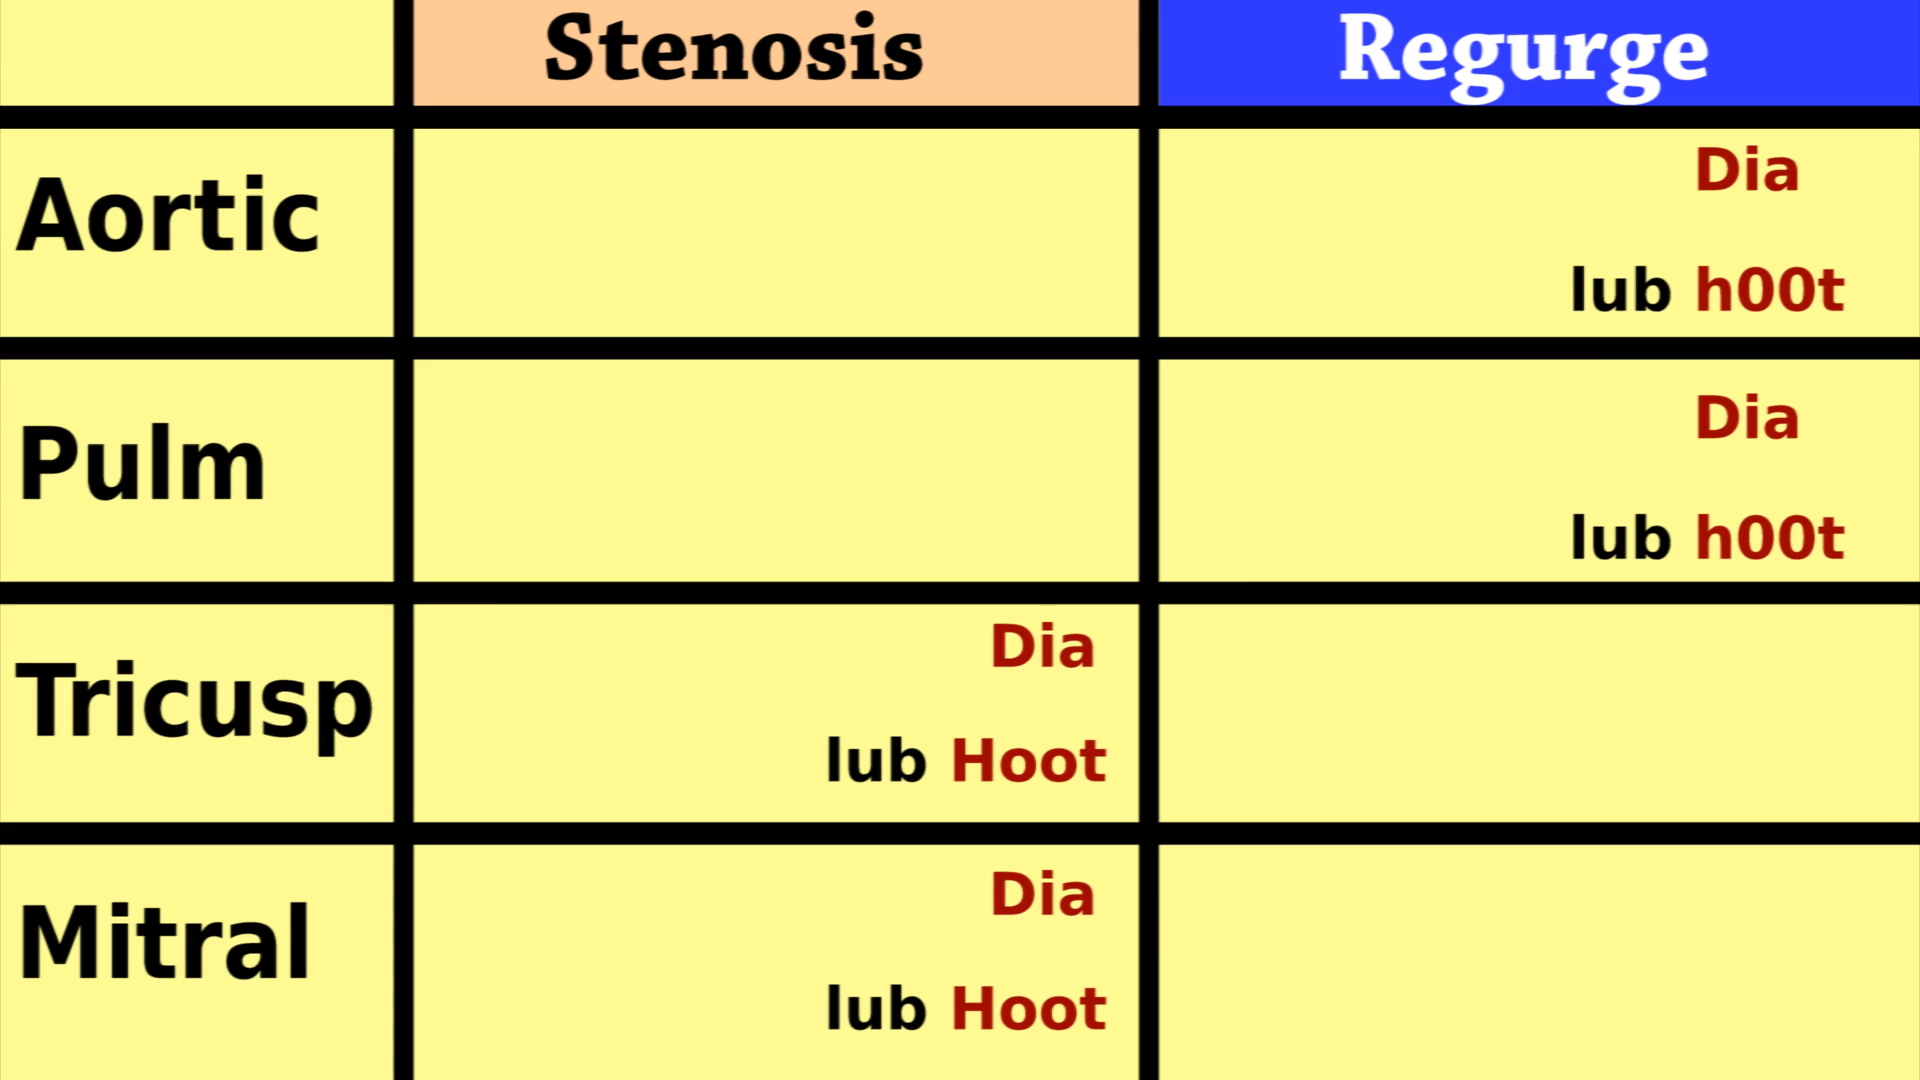 Stenosis Regurge
Aortic
Dia
lub h00t
Pulm
Dia
lub h00t
Tricusp
Dia
lub Hoot
Mitral
Dia
lub Hoot